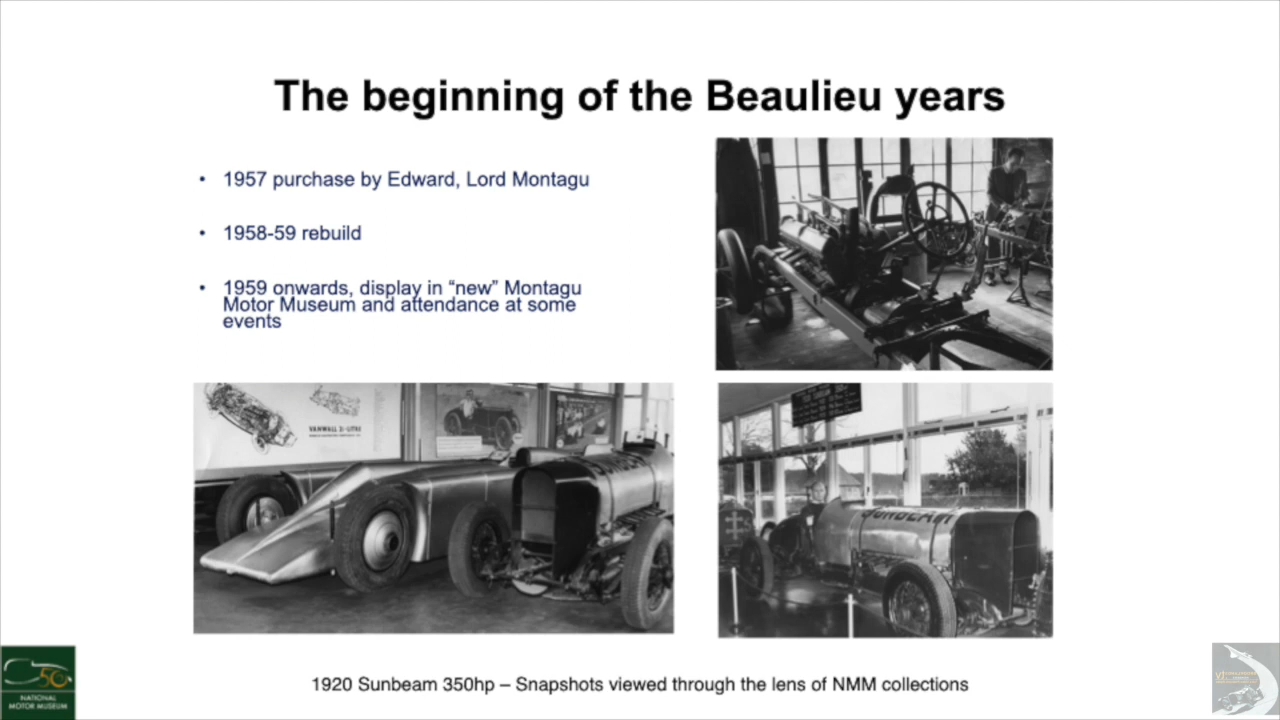 The beginning of the Beaulieu years
• 1957 purchase by Edward, Lord Montagu
• 1958-59 rebuild
• 1959 onwards, display in “new” Montagu
Motor Museum and attendance at some
events
VANWALL 2½-LITRE
SUNBEAM
50
NATIONAL
MOTOR MUSEUM
1920 Sunbeam 350hp – Snapshots viewed through the lens of NMM collections